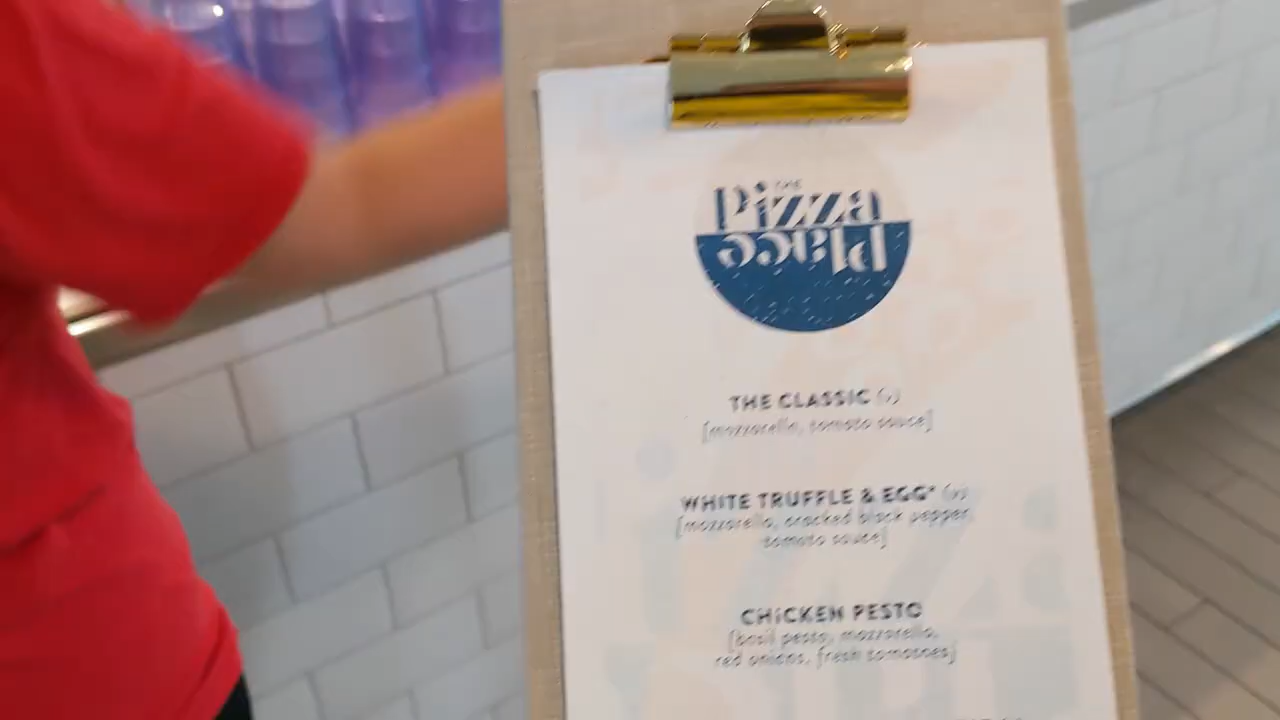 THE
Pizza
Place
THE CLASSIC (v)
[mozzarella, tomato sauce]
WHITE TRUFFLE & EGG* (v)
[mozzarella, cracked black pepper,
tomato sauce]
CHiCKEN PESTO
[basil pesto, mozzarella,
red onions, fresh tomatoes]